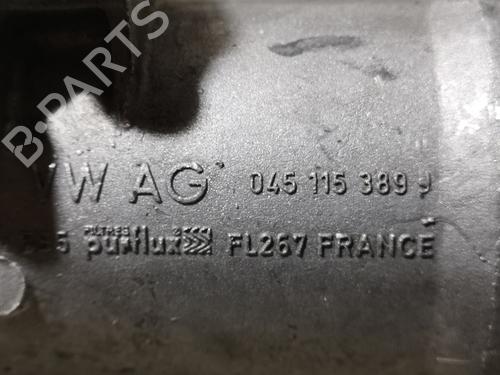 B-PARTS
VW AG 045 115 389 J
FILTRES
purflux FL267 FRANCE